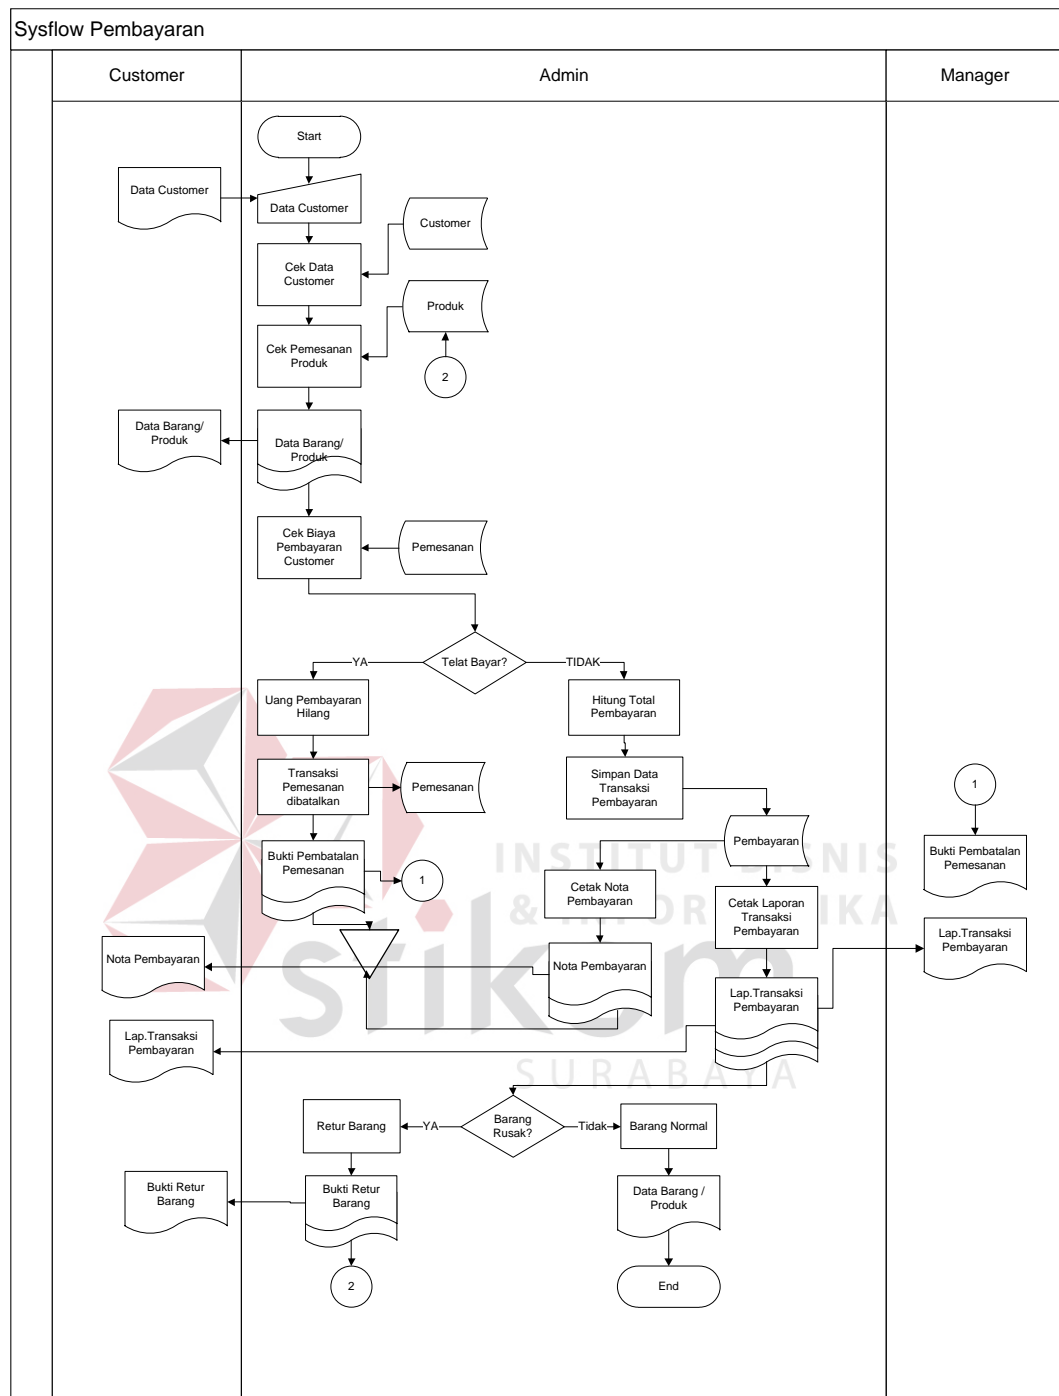 Sysflow Pembayaran
Customer
Admin
Manager
Start
Data Customer
Data Customer
Customer
Cek Data
Customer
Produk
Cek Pemesanan
Produk
2
Data Barang/
Produk
Data Barang/
Produk
Cek Biaya
Pembayaran
Customer
Pemesanan
Telat Bayar?
YA
TIDAK
Uang Pembayaran
Hilang
Hitung Total
Pembayaran
Transaksi
Pemesanan
dibatalkan
Pemesanan
Simpan Data
Transaksi
Pembayaran
1
Pembayaran
Bukti Pembatalan
Pemesanan
1
Bukti Pembatalan
Pemesanan
INSTITUT BISNIS
& INFORMATIKA
Cetak Nota
Pembayaran
Cetak Laporan
Transaksi
Pembayaran
Lap.Transaksi
Pembayaran
Nota Pembayaran
Nota Pembayaran
stikom
Lap.Transaksi
Pembayaran
Lap.Transaksi
Pembayaran
SURABAYA
Barang
Rusak?
YA
Tidak
Retur Barang
Barang Normal
Bukti Retur
Barang
Bukti Retur
Barang
Data Barang /
Produk
2
End